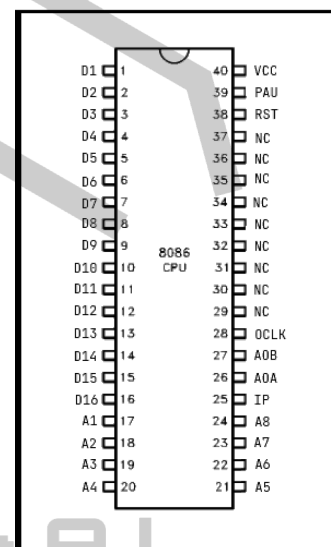 D1 1 40 VCC
D2 2 39 PAU
D3 3 38 RST
D4 4 37 NC
D5 5 36 NC
D6 6 35 NC
D7 7 34 NC
D8 8 33 NC
D9 9 32 NC
8086
D10 10 CPU 31 NC
D11 11 30 NC
D12 12 29 NC
D13 13 28 OCLK
D14 14 27 AOB
D15 15 26 AOA
D16 16 25 IP
A1 17 24 A8
A2 18 23 A7
A3 19 22 A6
A4 20 21 A5